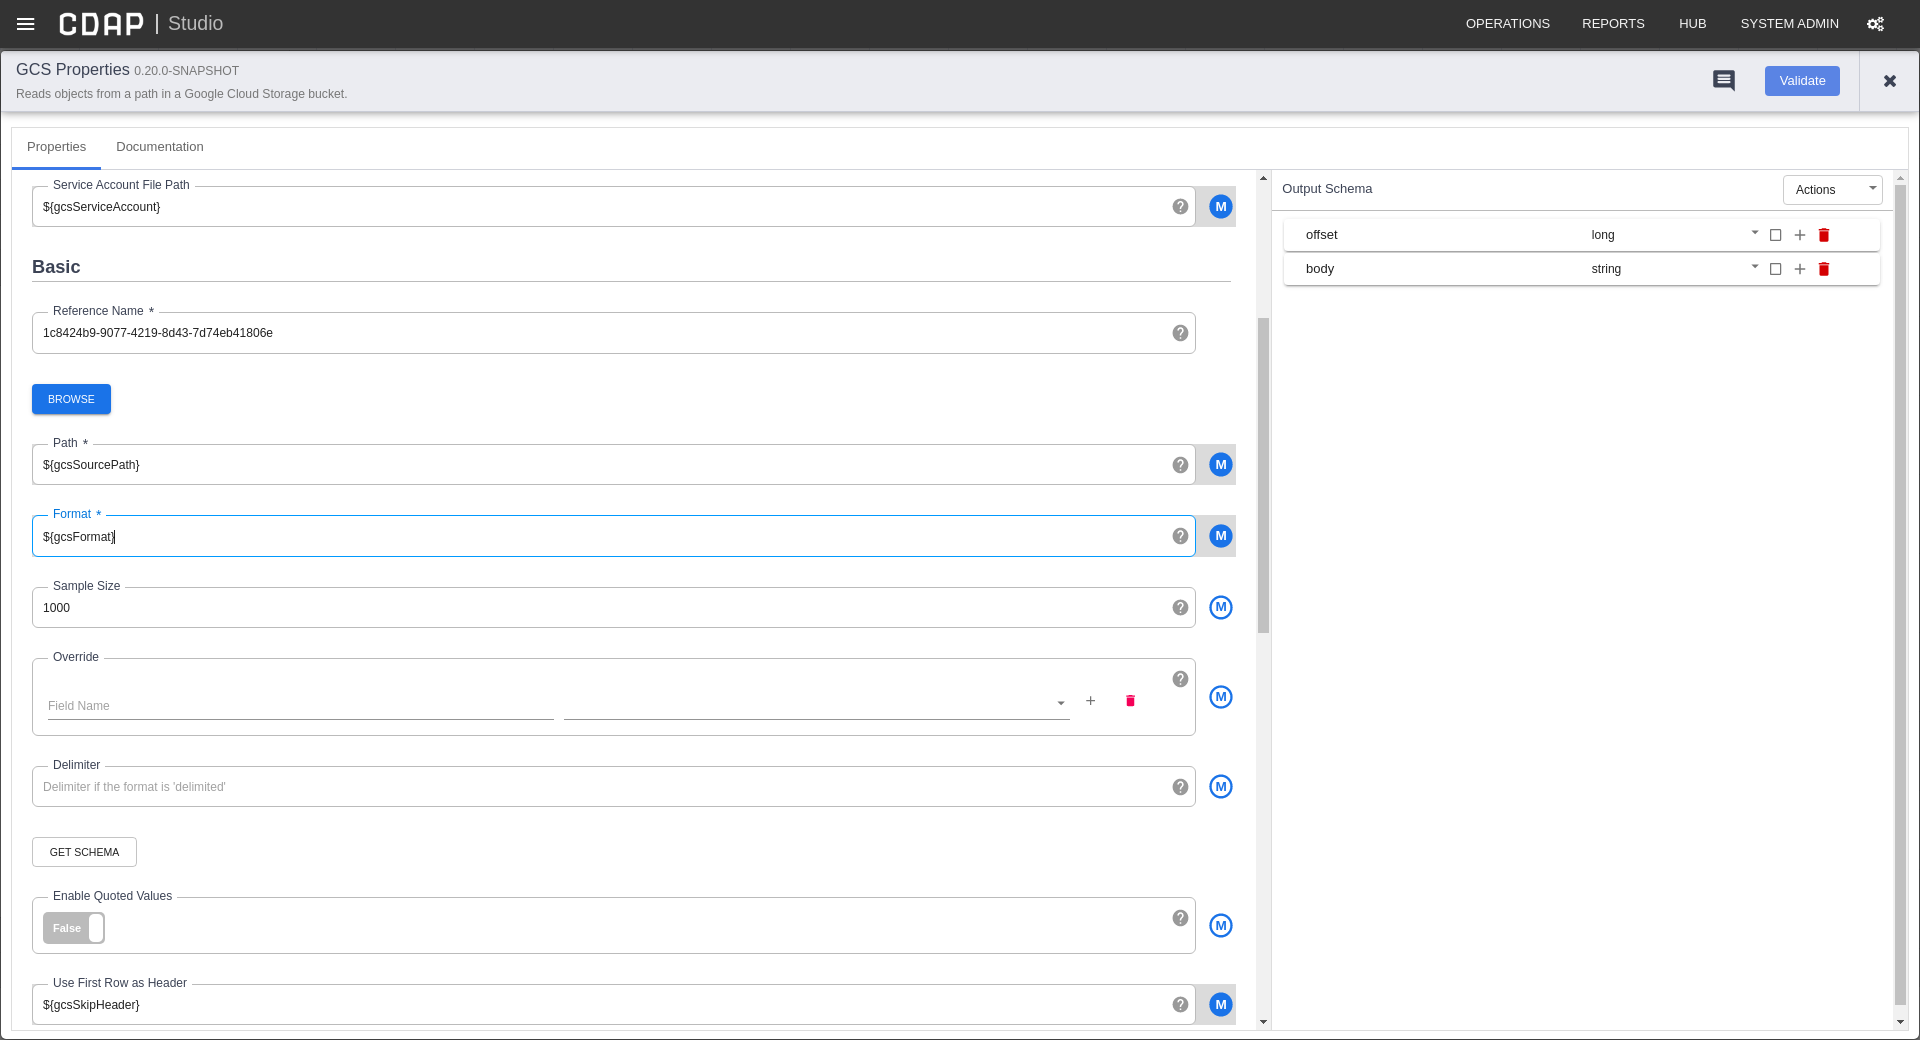 CDAP | Studio
OPERATIONS REPORTS HUB SYSTEM ADMIN
GCS Properties 0.20.0-SNAPSHOT
Reads objects from a path in a Google Cloud Storage bucket.
Validate
Properties Documentation
Service Account File Path
${gcsServiceAccount}
M
Basic
Reference Name *
1c8424b9-9077-4219-8d43-7d74eb41806e
BROWSE
Path *
${gcsSourcePath}
M
Format *
${gcsFormat}
M
Sample Size
1000
M
Override
Field Name
M
Delimiter
Delimiter if the format is 'delimited'
M
GET SCHEMA
Enable Quoted Values
False
M
Use First Row as Header
${gcsSkipHeader}
M
Output Schema
Actions
offset long
body string